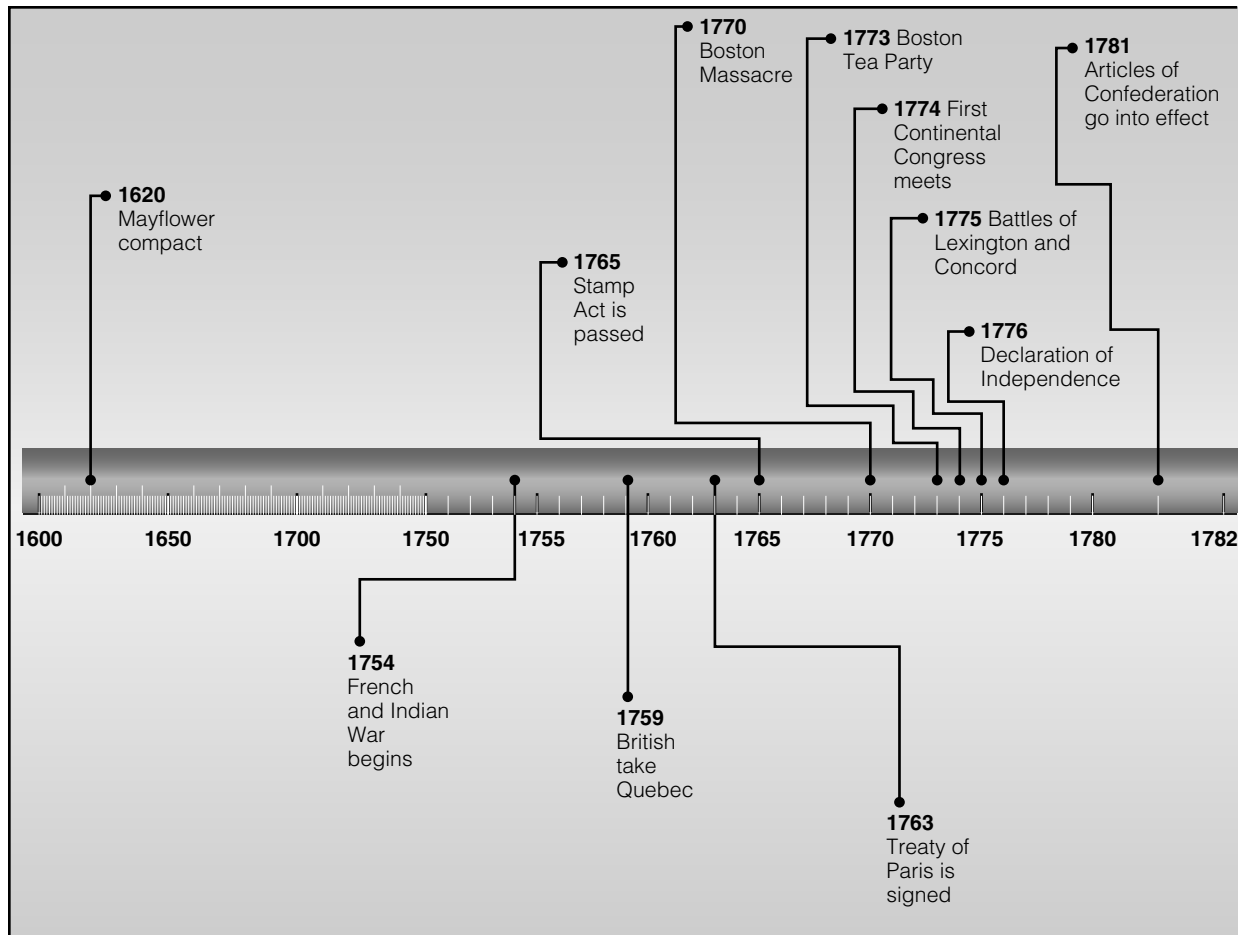 1770
Boston
Massacre
1773 Boston
Tea Party
1781
Articles of
Confederation
go into effect
1774 First
Continental
Congress
meets
1620
Mayflower
compact
1775 Battles of
Lexington and
Concord
1765
Stamp
Act is
passed
1776
Declaration of
Independence
1600 1650 1700 1750 1755 1760 1765 1770 1775 1780 1782
1754
French
and Indian
War
begins
1759
British
take
Quebec
1763
Treaty of
Paris is
signed